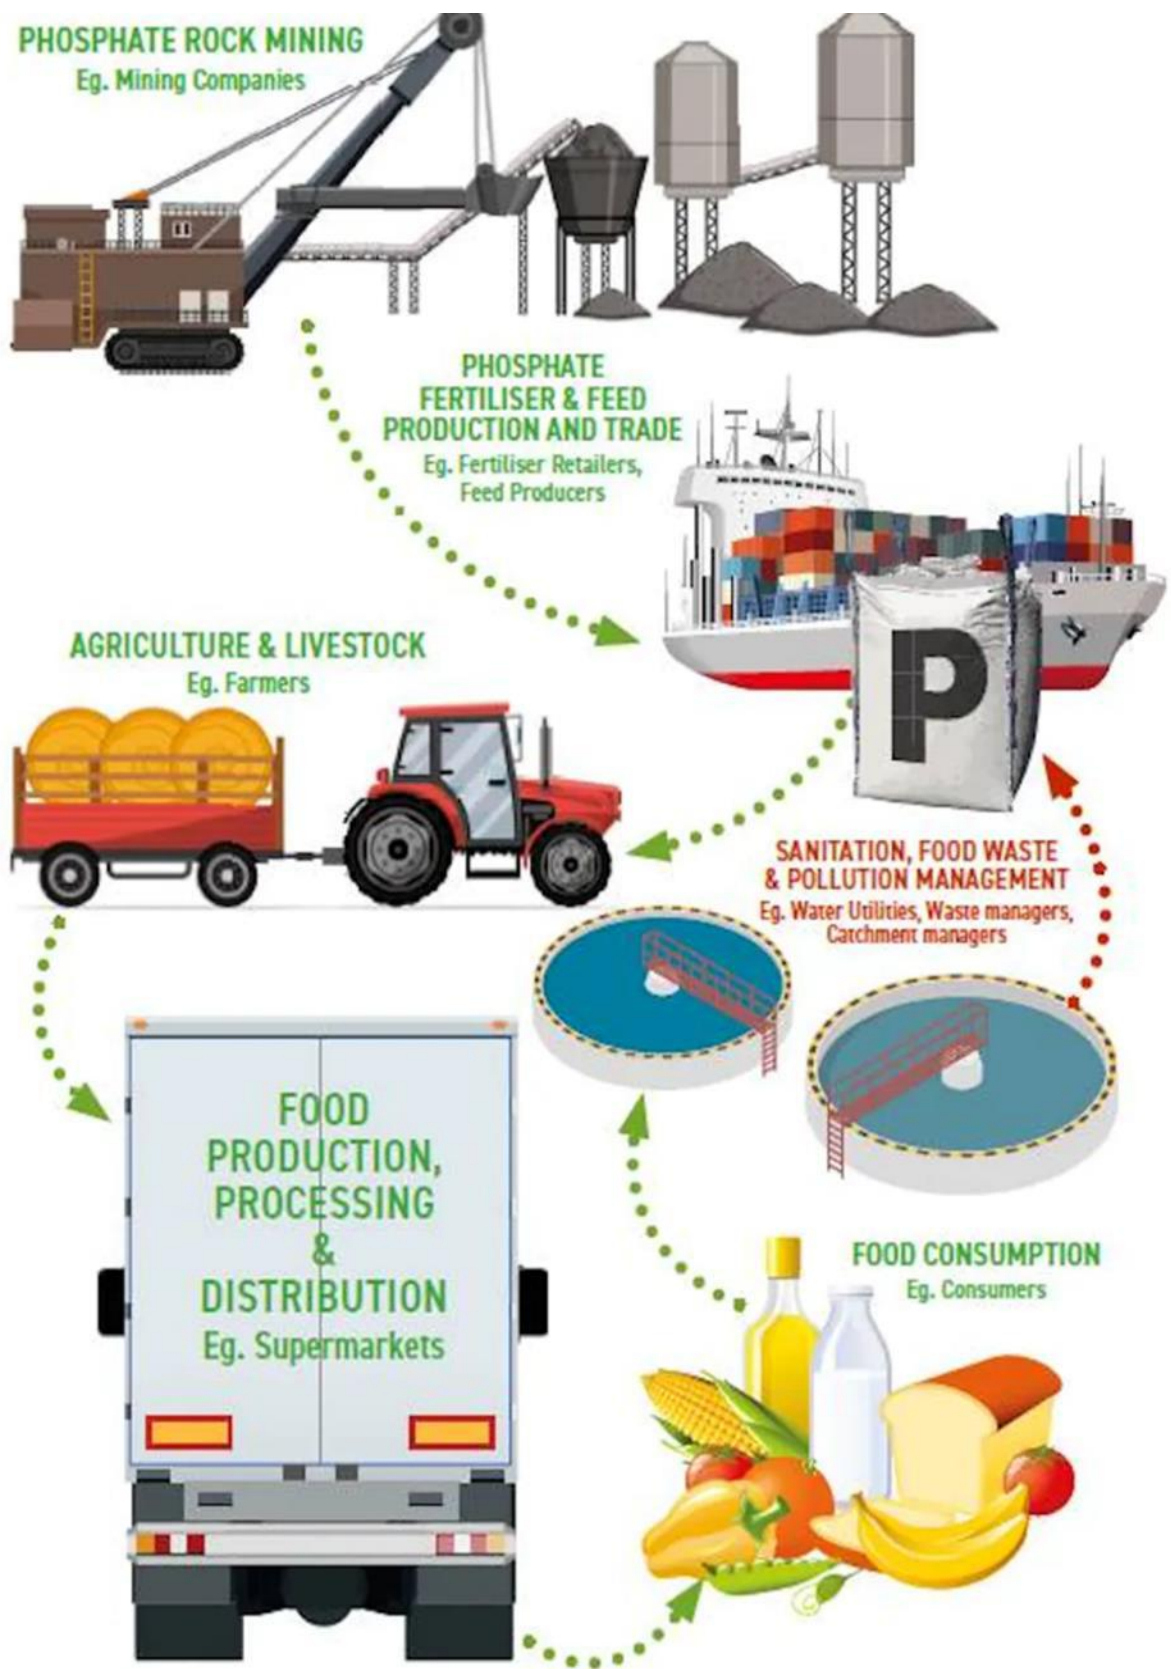 PHOSPHATE ROCK MINING
Eg. Mining Companies
PHOSPHATE
FERTILISER & FEED
PRODUCTION AND TRADE
Eg. Fertiliser Retailers,
Feed Producers
P
AGRICULTURE & LIVESTOCK
Eg. Farmers
SANITATION, FOOD WASTE
& POLLUTION MANAGEMENT
Eg. Water Utilities, Waste managers,
Catchment managers
FOOD
PRODUCTION,
PROCESSING
&
DISTRIBUTION
Eg. Supermarkets
FOOD CONSUMPTION
Eg. Consumers